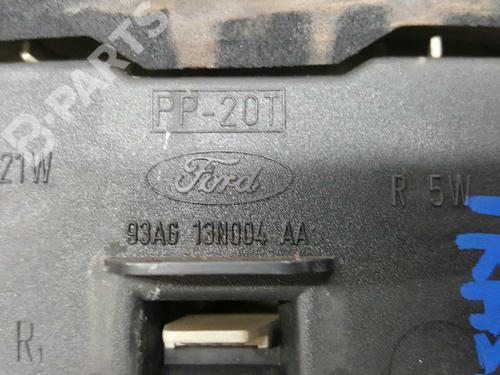 B-PARTS
PP-20T
Ford
21W
R 5W
93AG 13N004 AA
R1